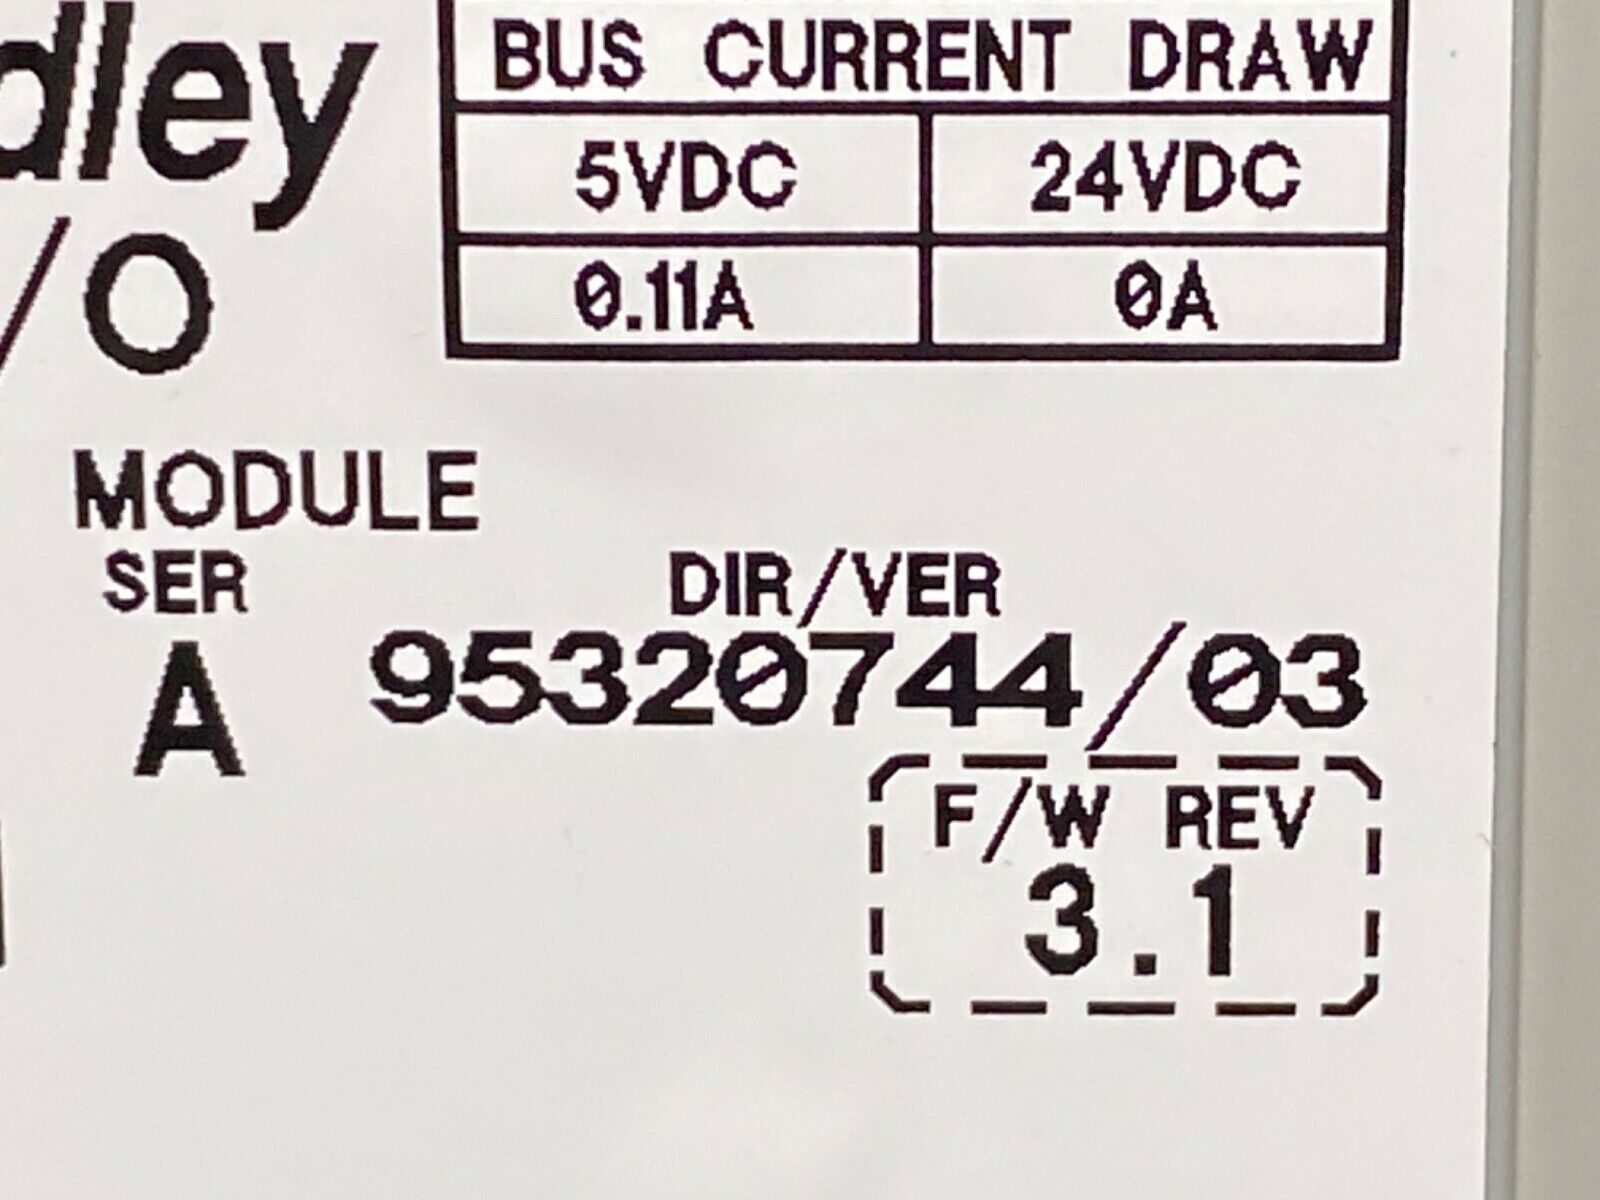 dley
/O
BUS CURRENT DRAW
5VDC 24VDC
0.11A 0A
MODULE
SER DIR/VER
A 95320744/03
F/W REV
3.1